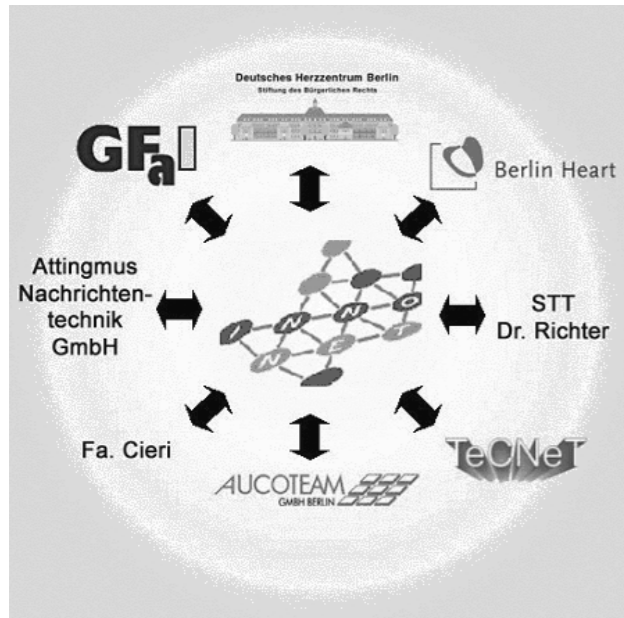 Deutsches Herzzentrum Berlin
Stiftung des Bürgerlichen Rechts
GFaI
Berlin Heart
Attingmus
Nachrichten-
technik
GmbH
INNO
NET
STT
Dr. Richter
Fa. Cieri
AUCOTEAM
GMBH BERLIN
TeCNeT